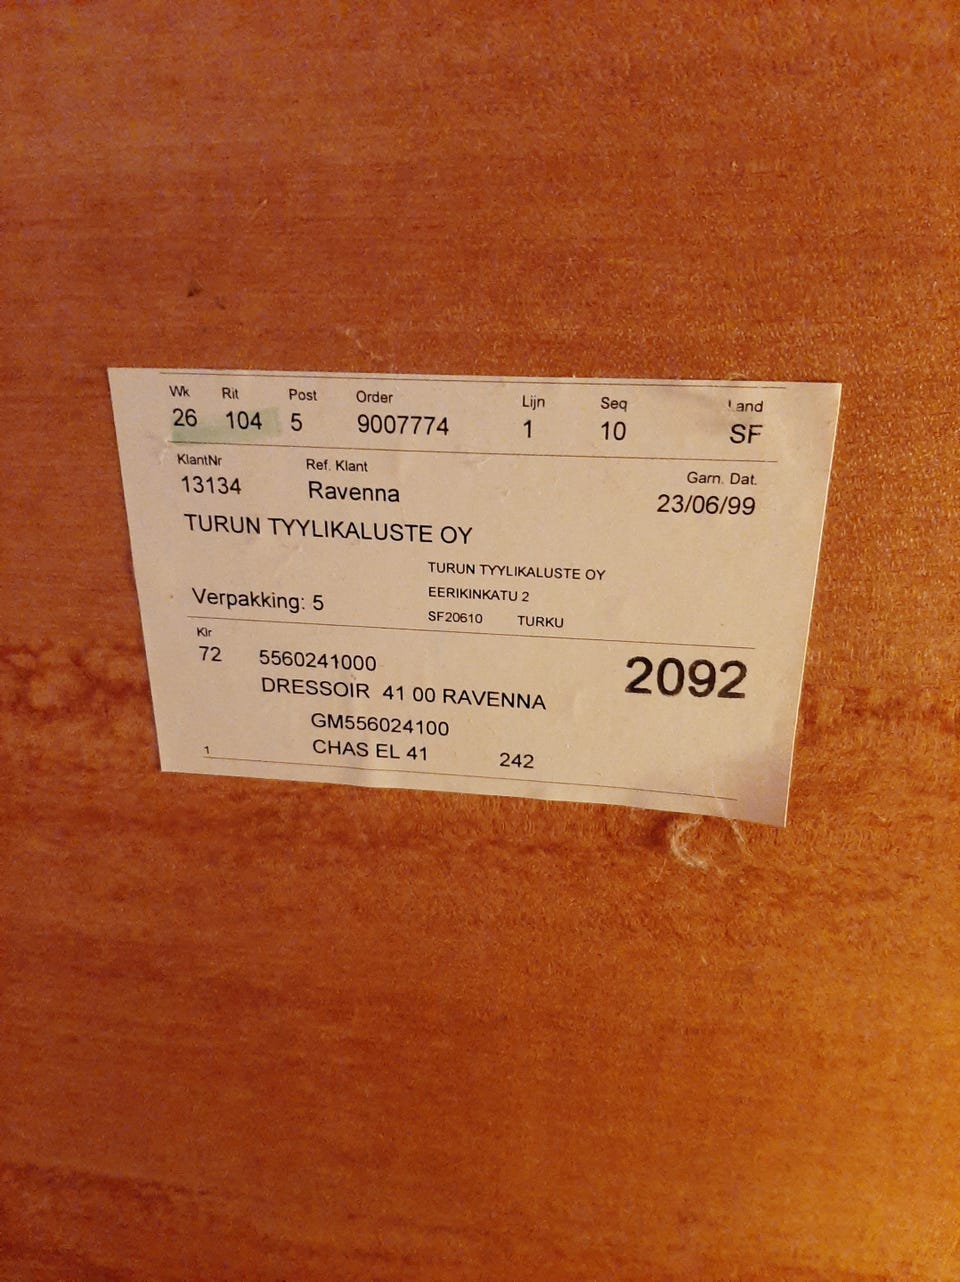 Wk Rit Post Order Lijn Seq Land
26 104 5 9007774 1 10 SF
KlantNr Ref. Klant Garn. Dat.
13134 Ravenna 23/06/99
TURUN TYYLIKALUSTE OY
TURUN TYYLIKALUSTE OY
EERIKINKATU 2
Verpakking: 5
SF20610 TURKU
Klr
72 5560241000 2092
DRESSOIR 41 00 RAVENNA
GM556024100
1 CHAS EL 41 242